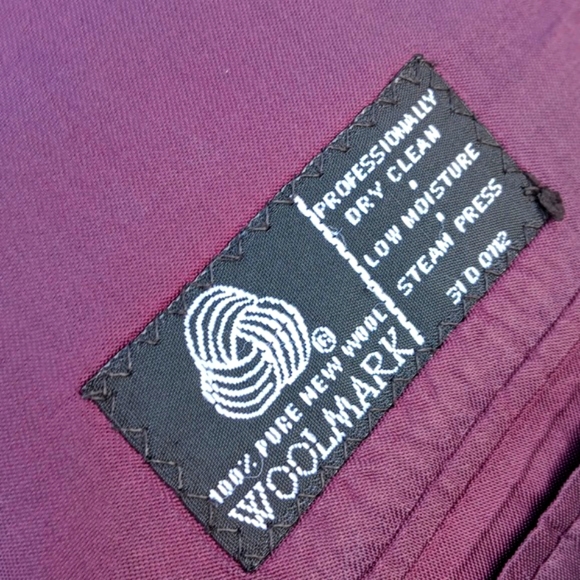 ®
100% PURE NEW WOOL
WOOLMARK
PROFESSIONALLY
DRY CLEAN
•
LOW MOISTURE
•
STEAM PRESS
31 D 0112